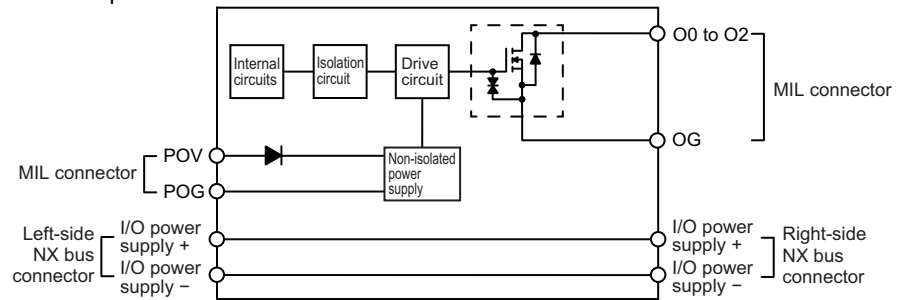 O0 to O2
Internal
circuits
Isolation
circuit
Drive
circuit
MIL connector
OG
POV
Non-isolated
power
supply
MIL connector
POG
Left-side
NX bus
connector
I/O power
supply +
I/O power
supply −
I/O power
supply +
I/O power
supply −
Right-side
NX bus
connector